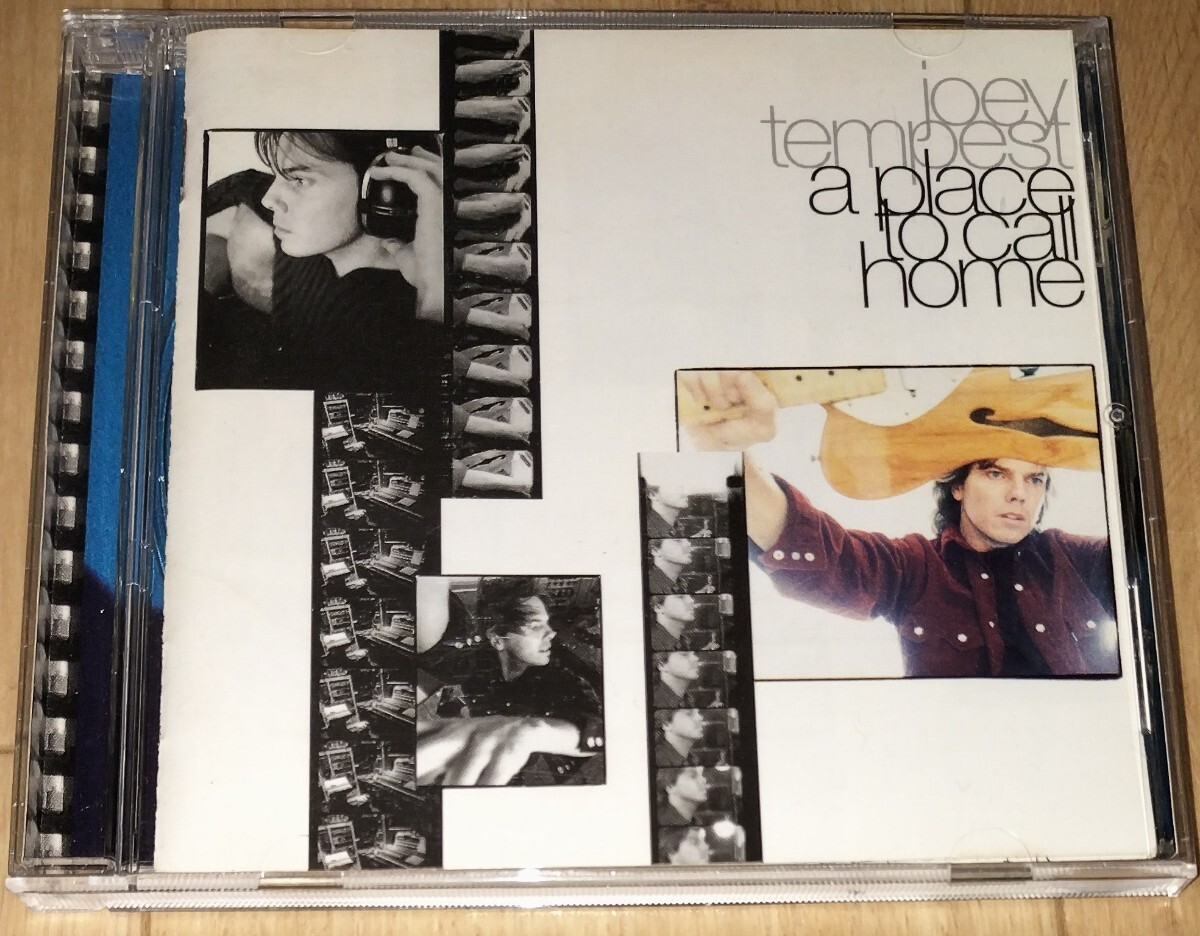 joey
tempest
a place
to call
home